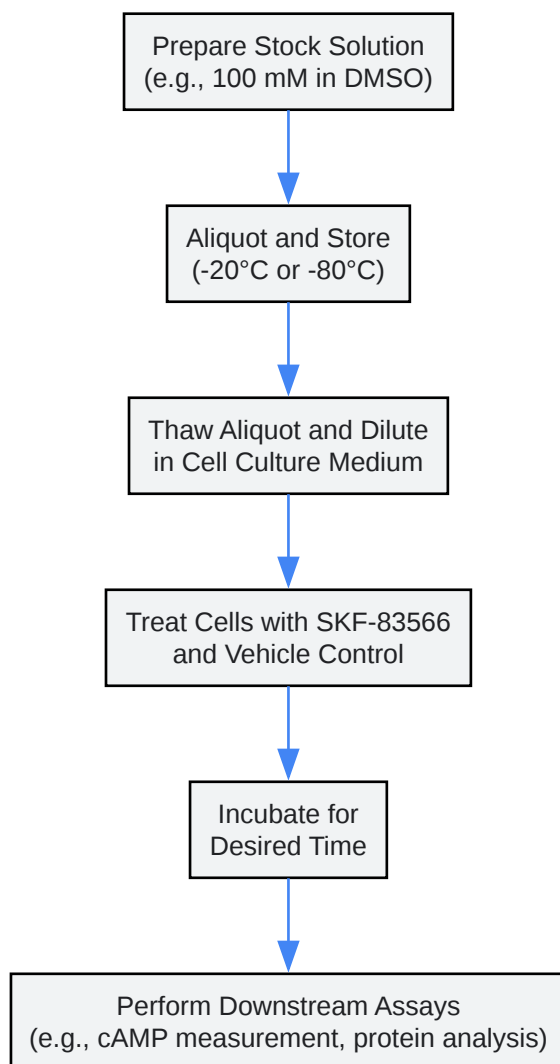 Prepare Stock Solution
(e.g., 100 mM in DMSO)
Aliquot and Store
(-20°C or -80°C)
Thaw Aliquot and Dilute
in Cell Culture Medium
Treat Cells with SKF-83566
and Vehicle Control
Incubate for
Desired Time
Perform Downstream Assays
(e.g., cAMP measurement, protein analysis)